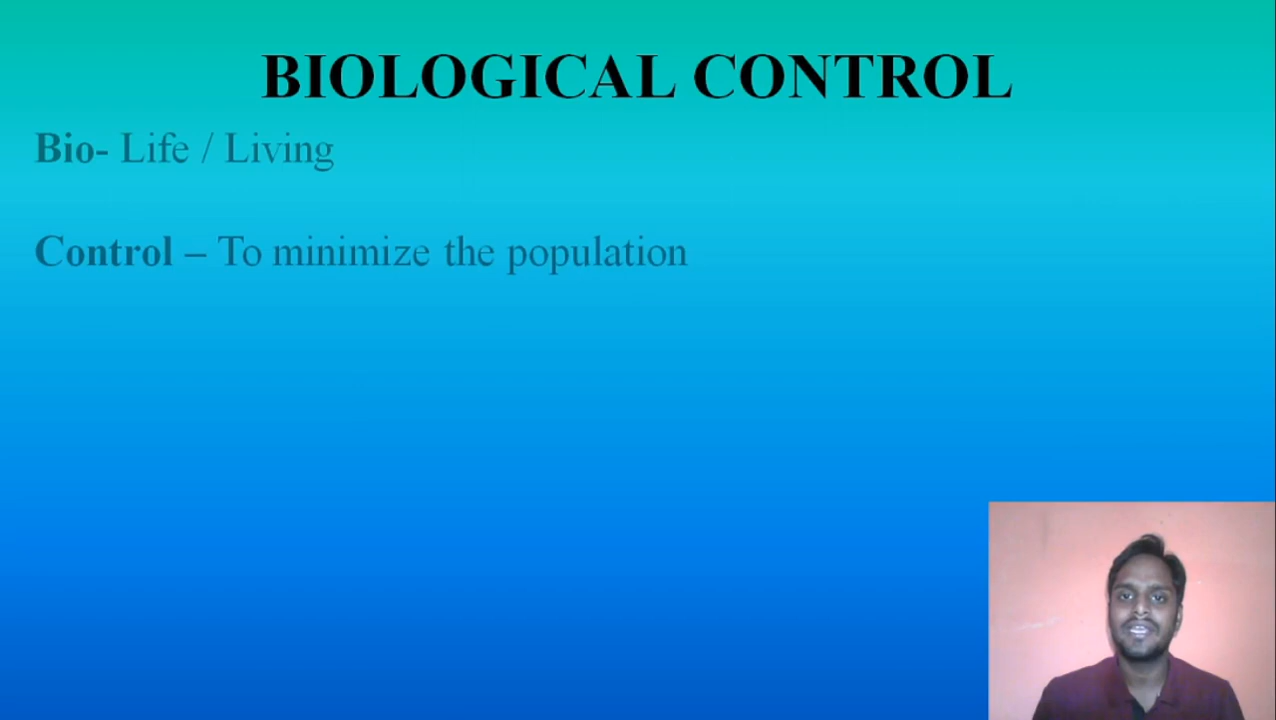 BIOLOGICAL CONTROL
Bio- Life / Living
Control – To minimize the population